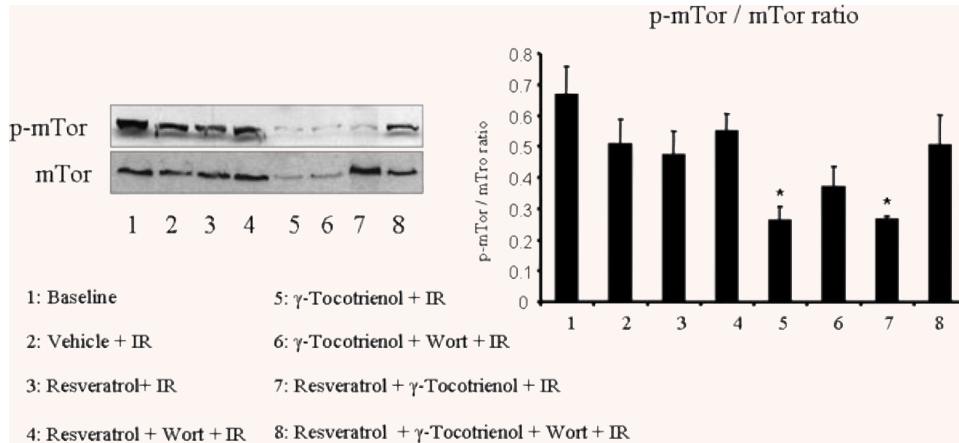 p-mTor / mTor ratio
p-mTor
mTor
1 2 3 4 5 6 7 8
p-mTor / mTro ratio
0.8
0.7
0.6
0.5
0.4
0.3
0.2
0.1
0
* *
1 2 3 4 5 6 7 8
1: Baseline
2: Vehicle + IR
3: Resveratrol+ IR
4: Resveratrol + Wort + IR
5: γ-Tocotrienol + IR
6: γ-Tocotrienol + Wort + IR
7: Resveratrol + γ-Tocotrienol + IR
8: Resveratrol + γ-Tocotrienol + Wort + IR